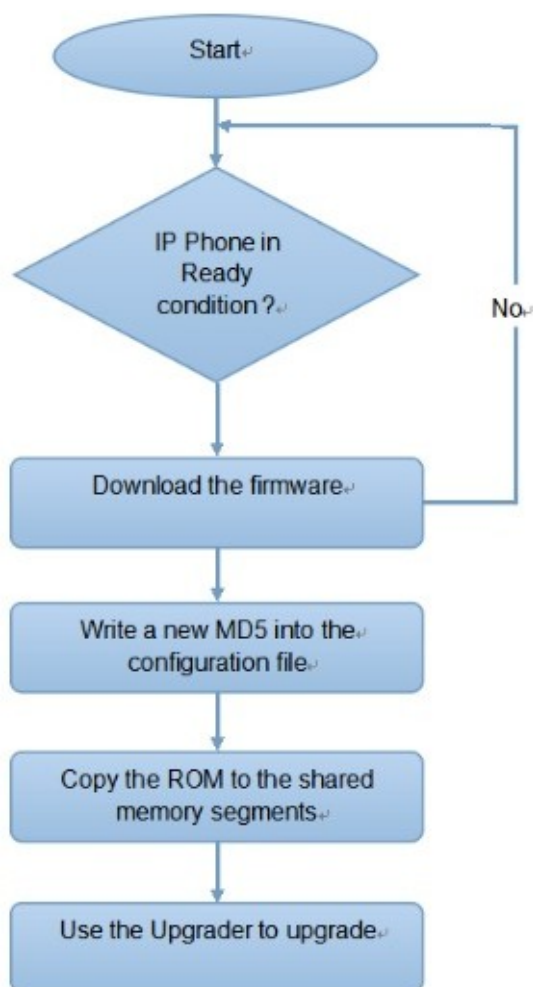 Start
IP Phone in
Ready
condition ?
No
Download the firmware
Write a new MD5 into the
configuration file
Copy the ROM to the shared
memory segments
Use the Upgrader to upgrade